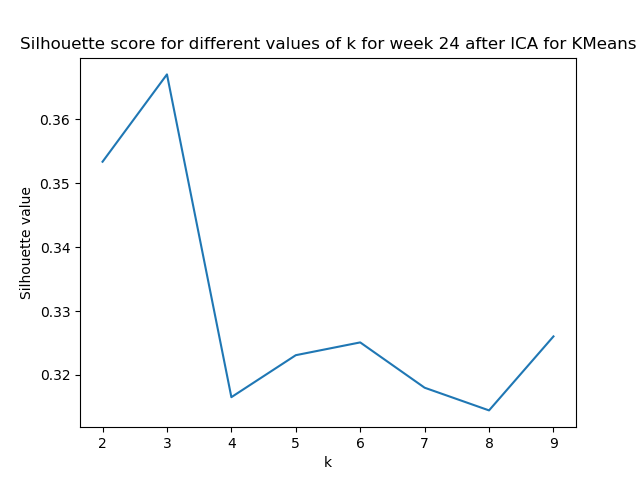 Silhouette score for different values of k for week 24 after ICA for KMeans
0.36
0.35
0.34
0.33
0.32
Silhouette value
2 3 4 5 6 7 8 9
k